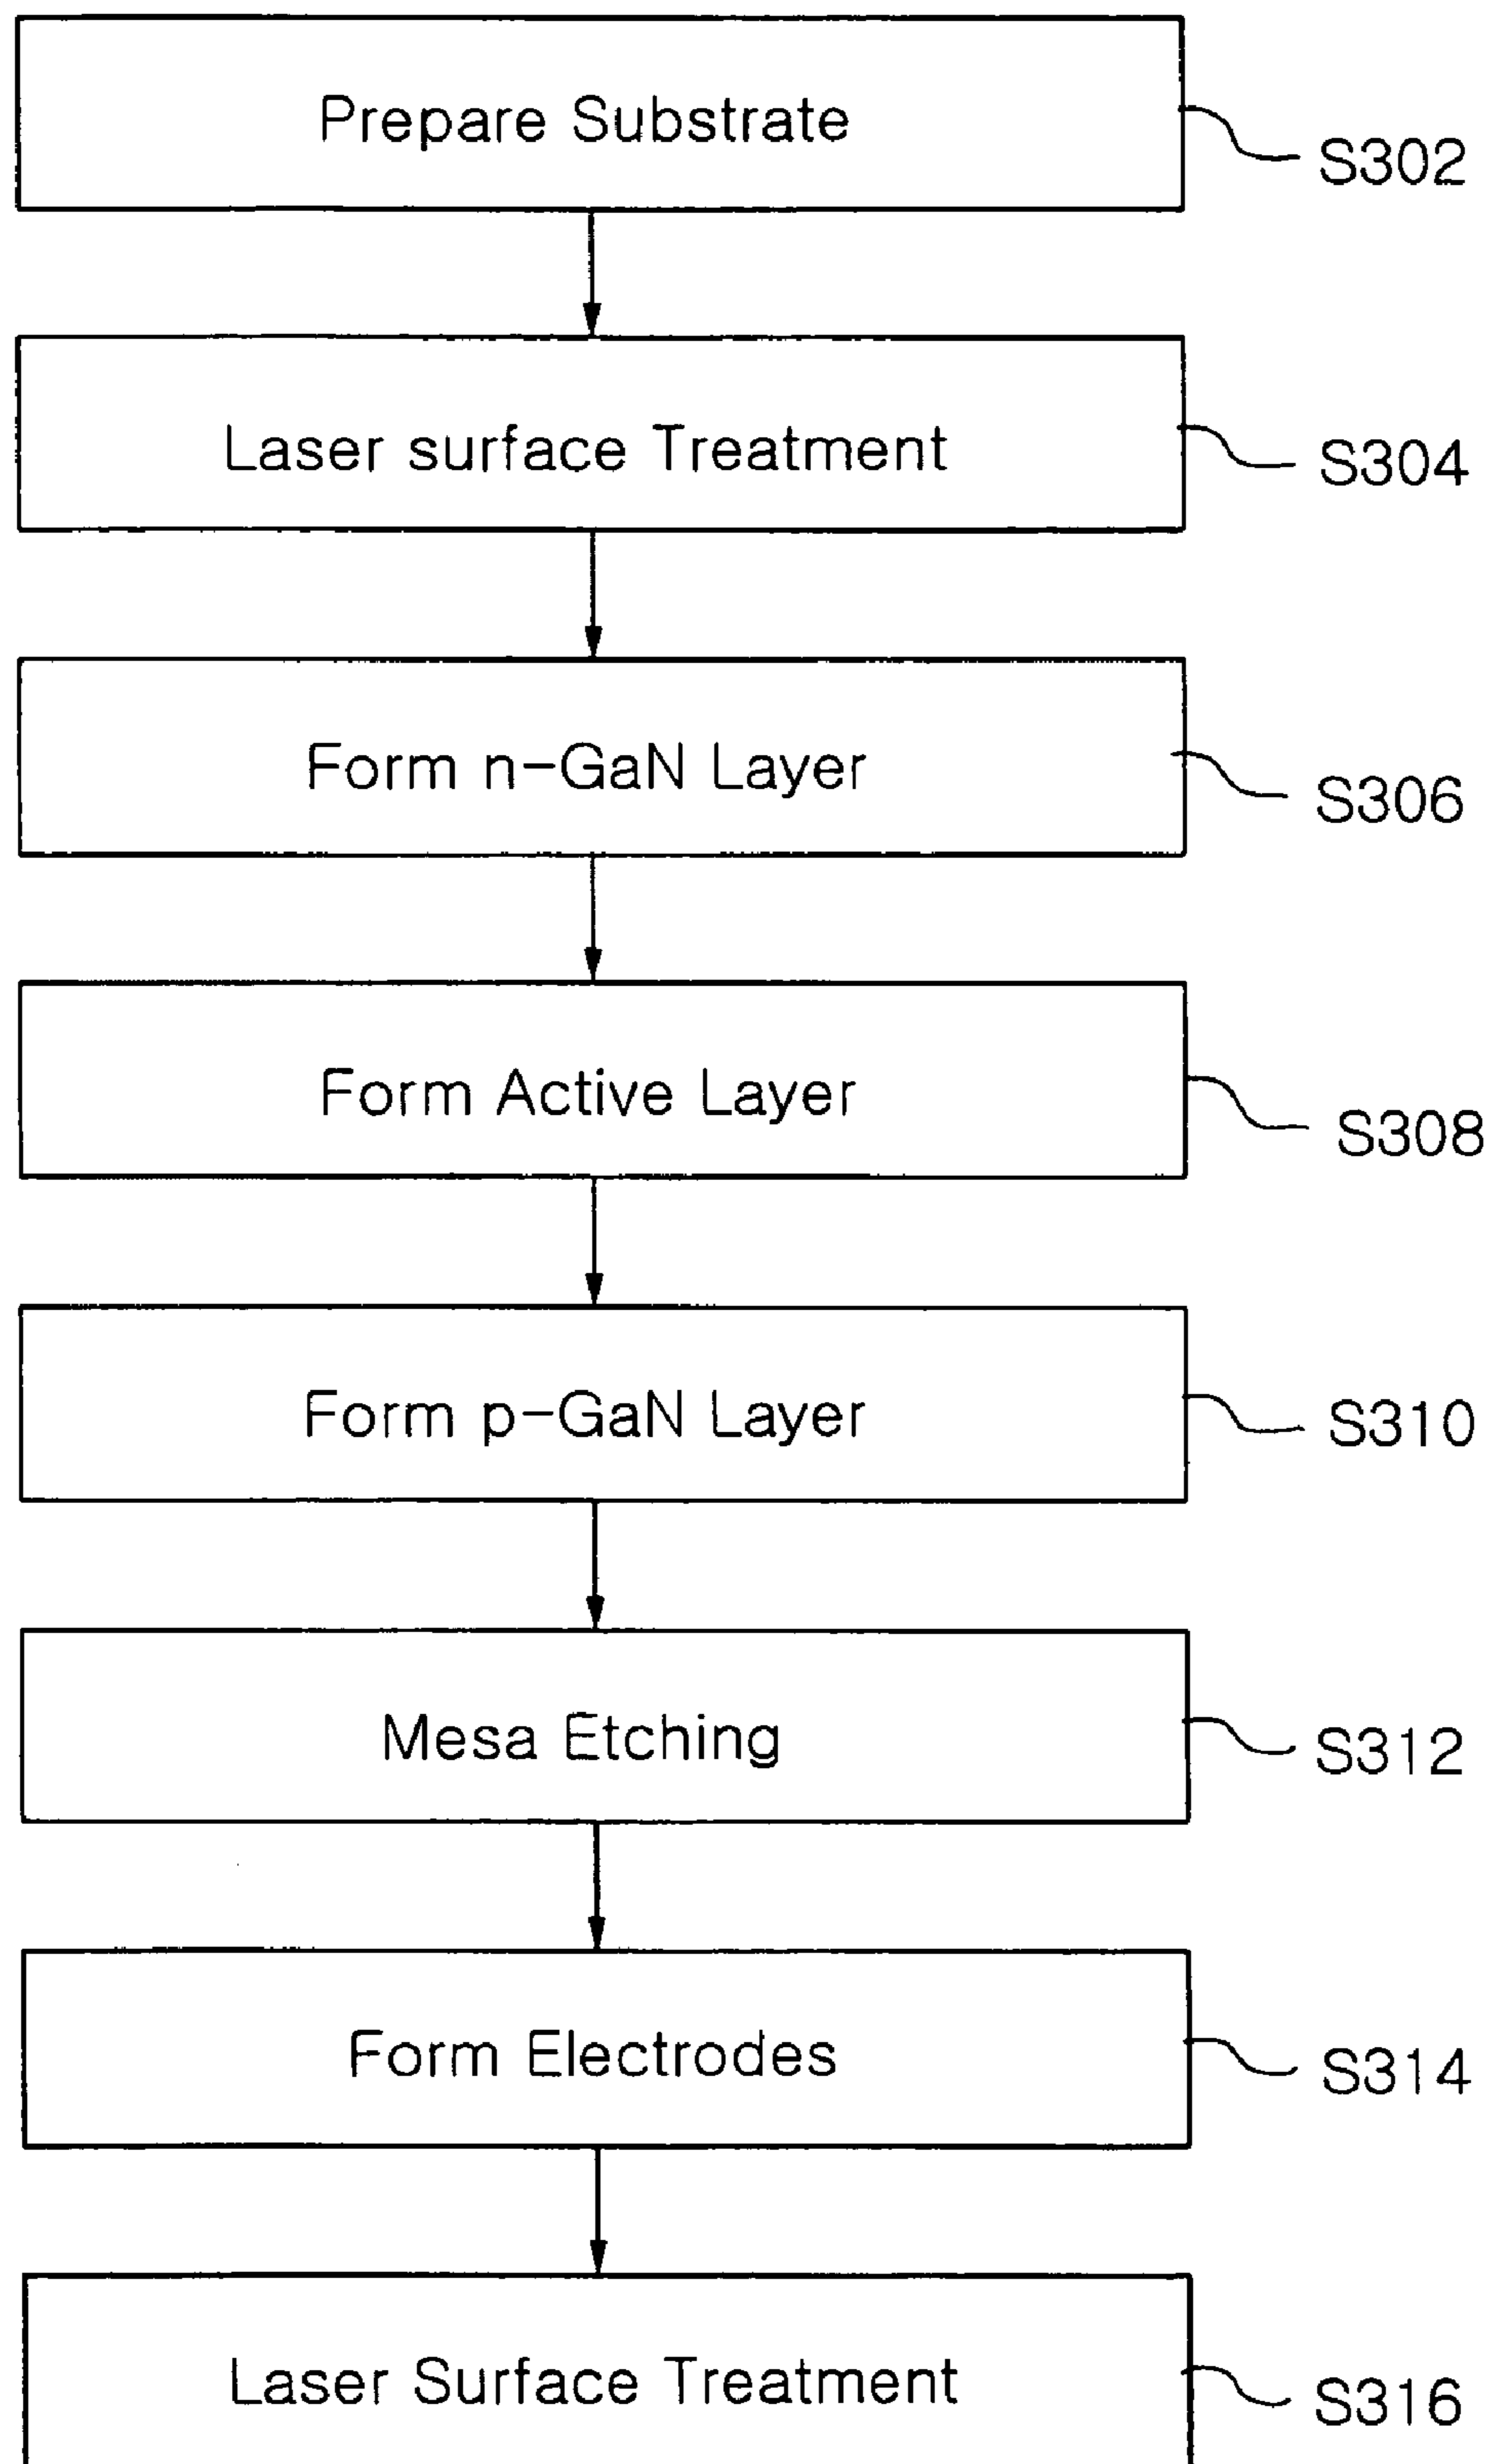 Prepare Substrate
S302
Laser surface Treatment
S304
Form n-GaN Layer
S306
Form Active Layer
S308
Form p-GaN Layer
S310
Mesa Etching
S312
Form Electrodes
S314
Laser Surface Treatment
S316